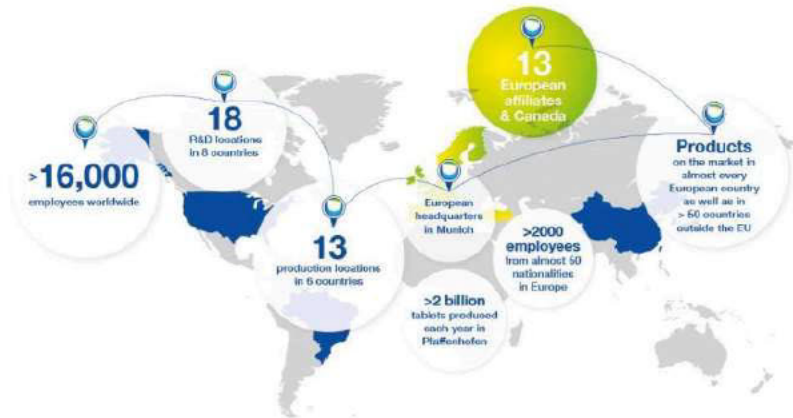 >16,000
employees worldwide
18
R&D locations
in 8 countries
13
production locations
in 6 countries
European
headquarters
in Munich
13
European
affiliates
& Canada
Products
on the market in
almost every
European country
as well as in
> 50 countries
outside the EU
>2000
employees
from almost 50
nationalities
in Europe
>2 billion
tablets produced
each year in
Pfaffenhofen